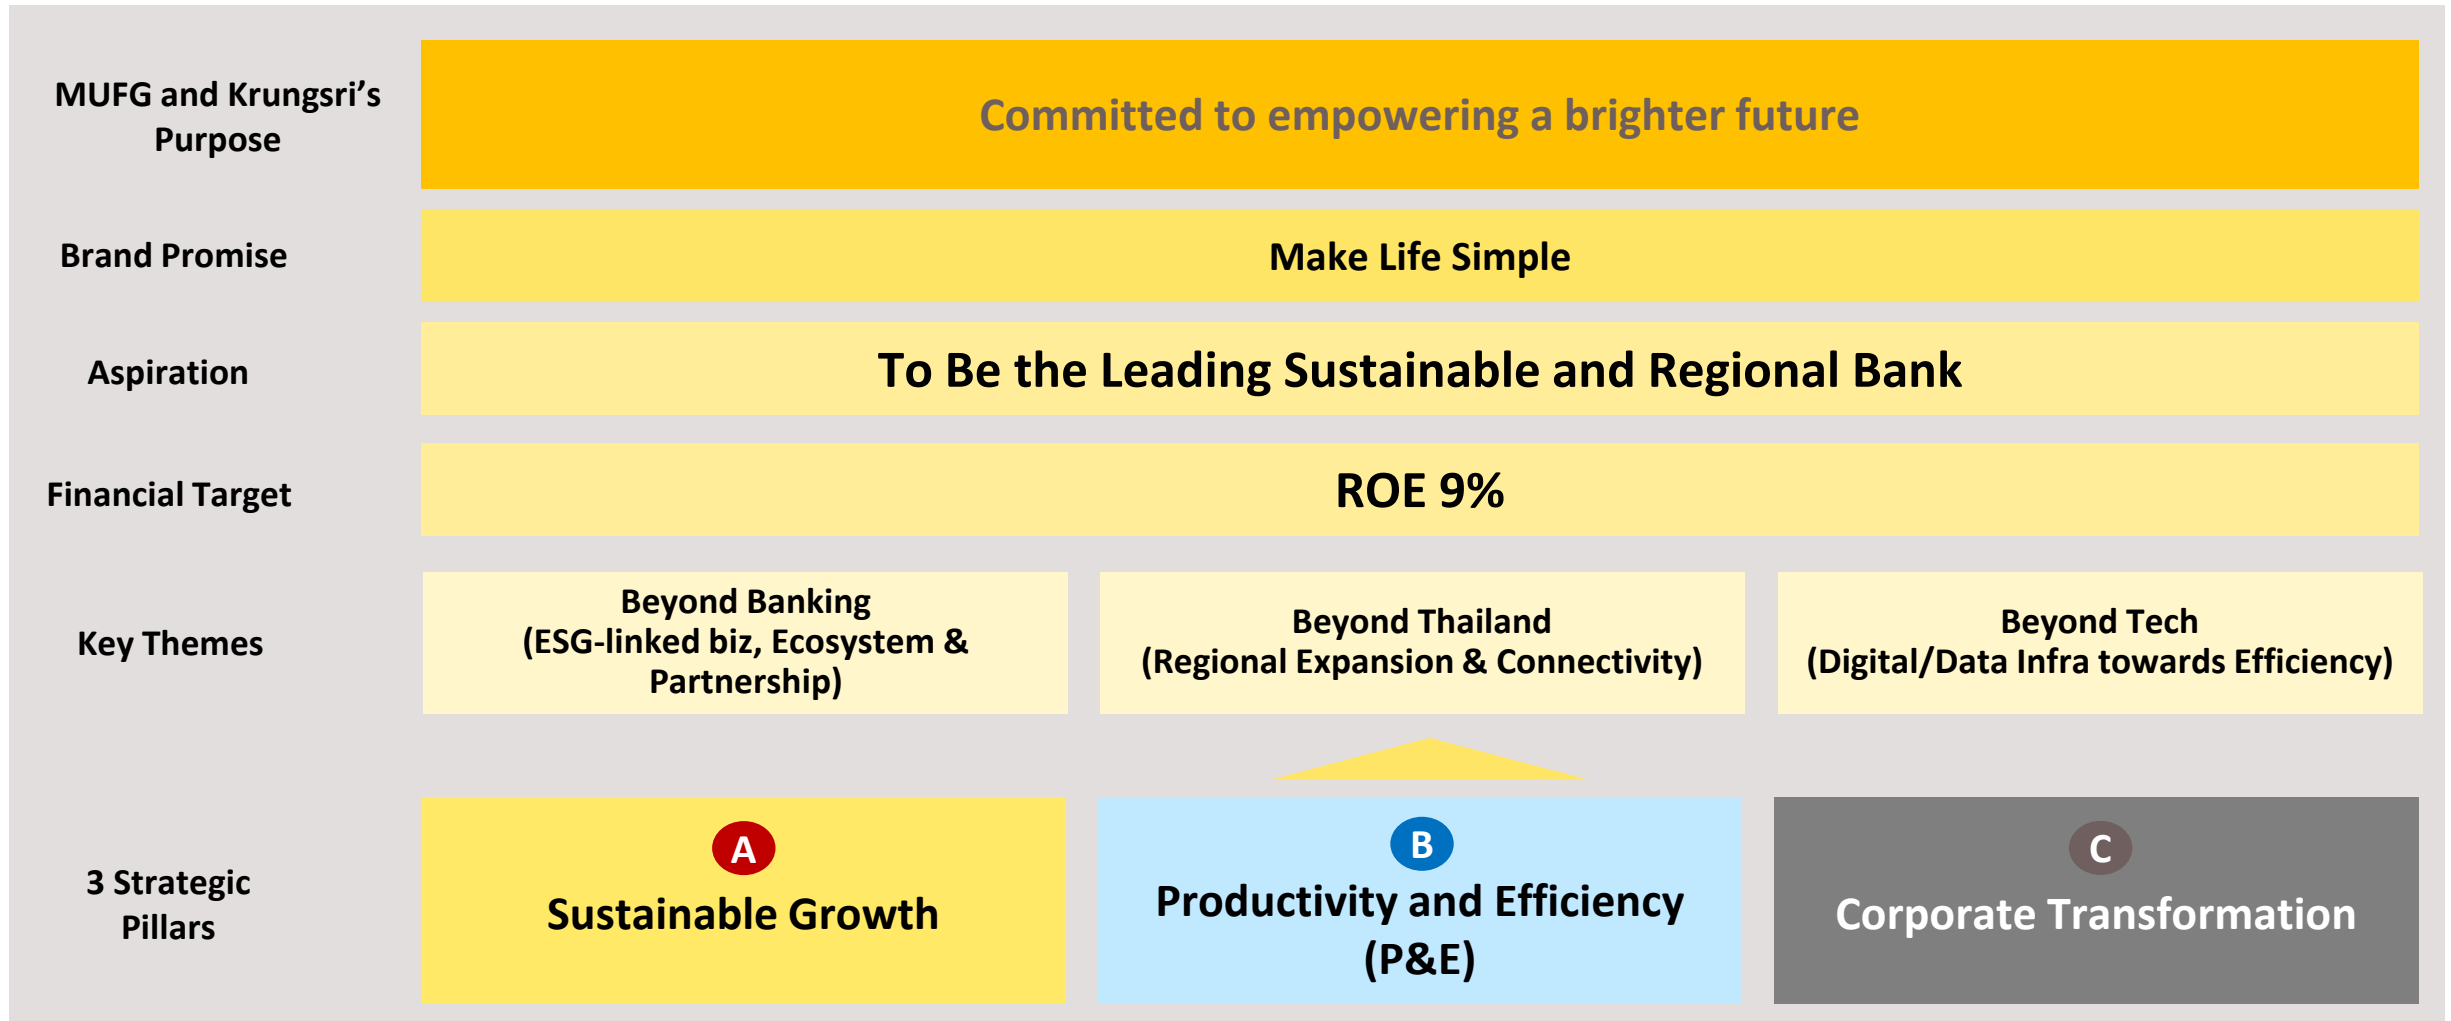 MUFG and Krungsri’s
Purpose
Committed to empowering a brighter future
Brand Promise
Make Life Simple
Aspiration
To Be the Leading Sustainable and Regional Bank
Financial Target
ROE 9%
Key Themes
Beyond Banking
(ESG-linked biz, Ecosystem &
Partnership)
Beyond Thailand
(Regional Expansion & Connectivity)
Beyond Tech
(Digital/Data Infra towards Efficiency)
3 Strategic
Pillars
A
Sustainable Growth
B
Productivity and Efficiency
(P&E)
C
Corporate Transformation